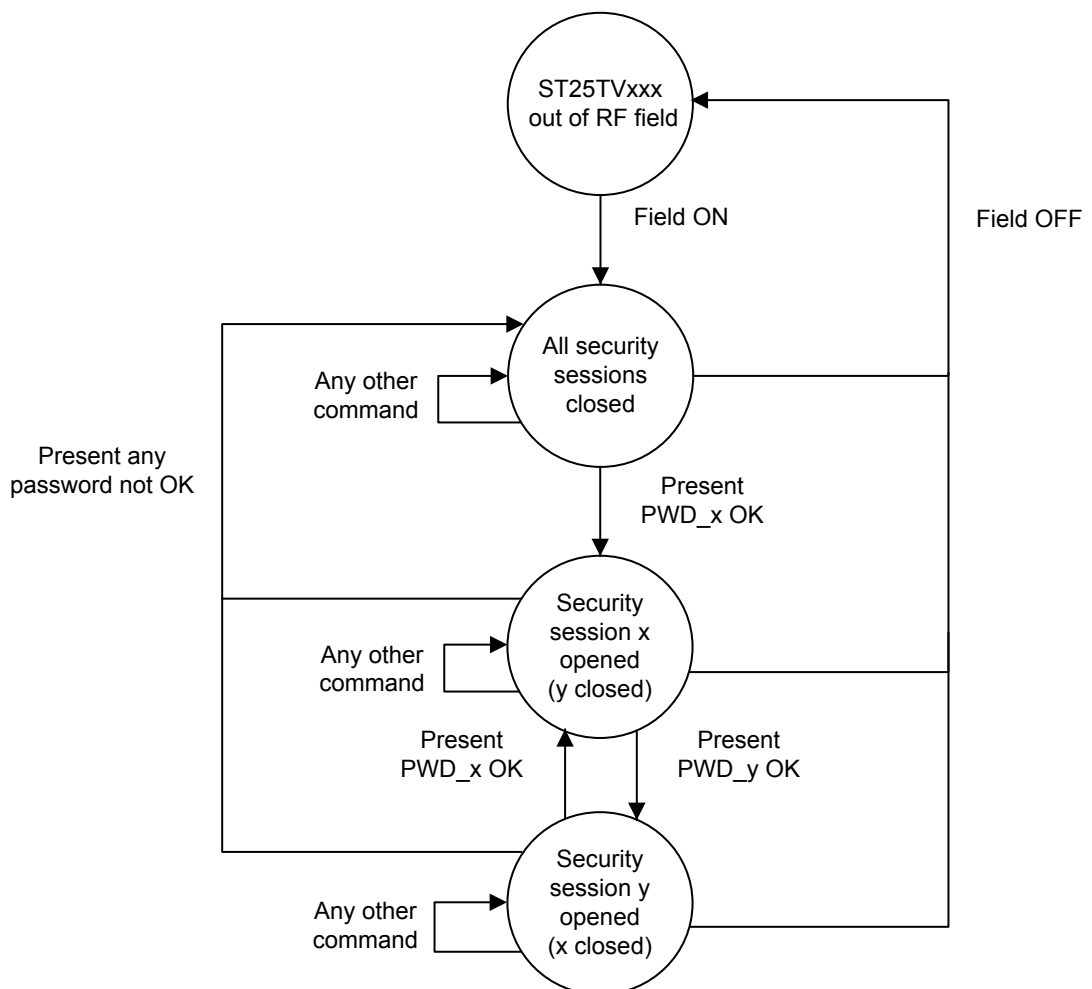 ST25TVxxx
out of RF field
Field ON
Field OFF
All security
sessions
closed
Any other
command
Present any
password not OK
Present
PWD_x OK
Security
session x
opened
(y closed)
Any other
command
Present
PWD_x OK
Present
PWD_y OK
Security
session y
opened
(x closed)
Any other
command